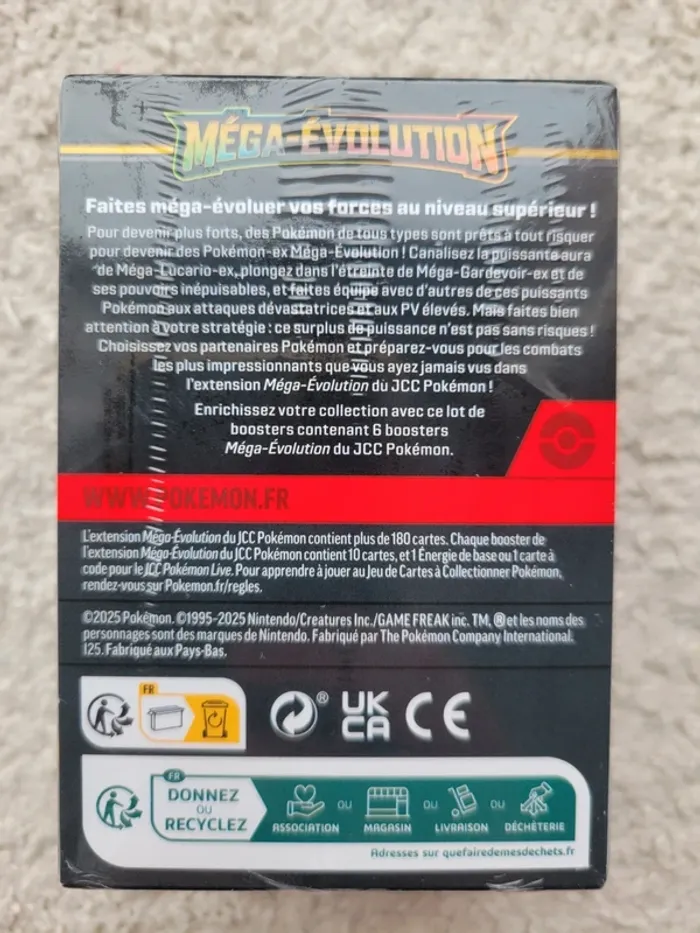 MÉGA-ÉVOLUTION
Faites méga-évoluer vos forces au niveau supérieur !
Pour devenir plus forts, des Pokémon de tous types sont prêts à tout risquer
pour devenir des Pokémon-ex Méga-Évolution ! Canalisez la puissante aura
de Méga-Lucario-ex, plongez dans l'étreinte de Méga-Gardevoir-ex et de
ses pouvoirs inépuisables, et faites équipe avec d'autres de ces puissants
Pokémon aux attaques dévastatrices et aux PV élevés. Mais faites bien
attention à votre stratégie : ce surplus de puissance n'est pas sans risques !
Choisissez vos partenaires Pokémon et préparez-vous pour les combats
les plus impressionnants que vous ayez jamais vus dans
l'extension Méga-Évolution du JCC Pokémon !
Enrichissez votre collection avec ce lot de
boosters contenant 6 boosters
Méga-Évolution du JCC Pokémon.
WWW.POKEMON.FR
L'extension Méga-Évolution du JCC Pokémon contient plus de 180 cartes. Chaque booster de
l'extension Méga-Évolution du JCC Pokémon contient 10 cartes, et 1 Énergie de base ou 1 carte à
code pour le JCC Pokémon Live. Pour apprendre à jouer au Jeu de Cartes à Collectionner Pokémon,
rendez-vous sur Pokemon.fr/regles.
©2025 Pokémon. ©1995-2025 Nintendo/Creatures Inc./GAME FREAK inc. TM, ® et les noms des
personnages sont des marques de Nintendo. Fabriqué par The Pokémon Company International.
125. Fabriqué aux Pays-Bas.
FR
® UK CA CE
FR
DONNEZ
OU
RECYCLEZ
ASSOCIATION OU MAGASIN OU LIVRAISON OU DÉCHÈTERIE
Adresses sur quefairedemesdechets.fr